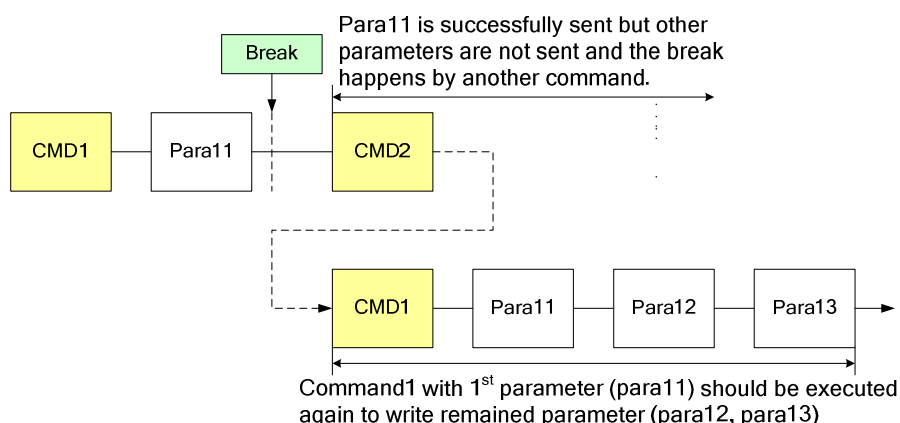 Para11 is successfully sent but other
parameters are not sent and the break
happens by another command.
Break
CMD1
Para11
CMD2
CMD1
Para11
Para12
Para13
Command1 with 1st parameter (para11) should be executed
again to write remained parameter (para12, para13)